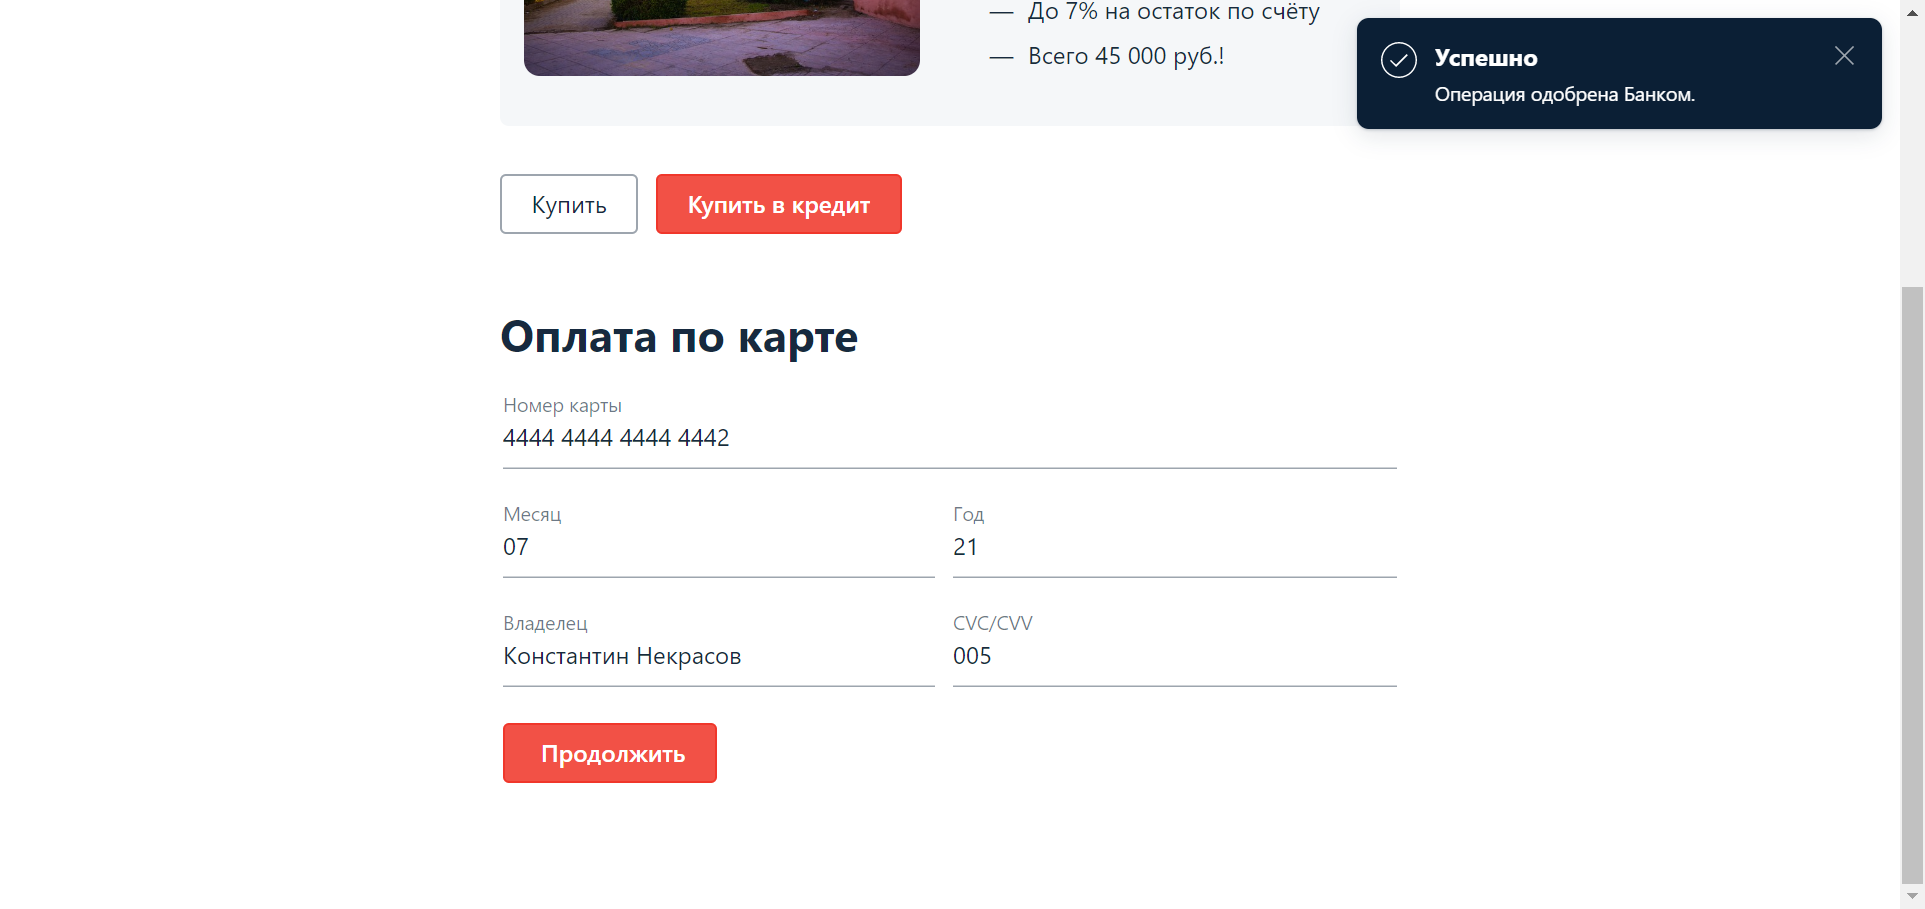 — До 7% на остаток по счёту
— Всего 45 000 руб.!
Успешно
Операция одобрена Банком.
Купить
Купить в кредит
Оплата по карте
Номер карты
4444 4444 4444 4442
Месяц
07
Год
21
Владелец
Константин Некрасов
CVC/CVV
005
Продолжить